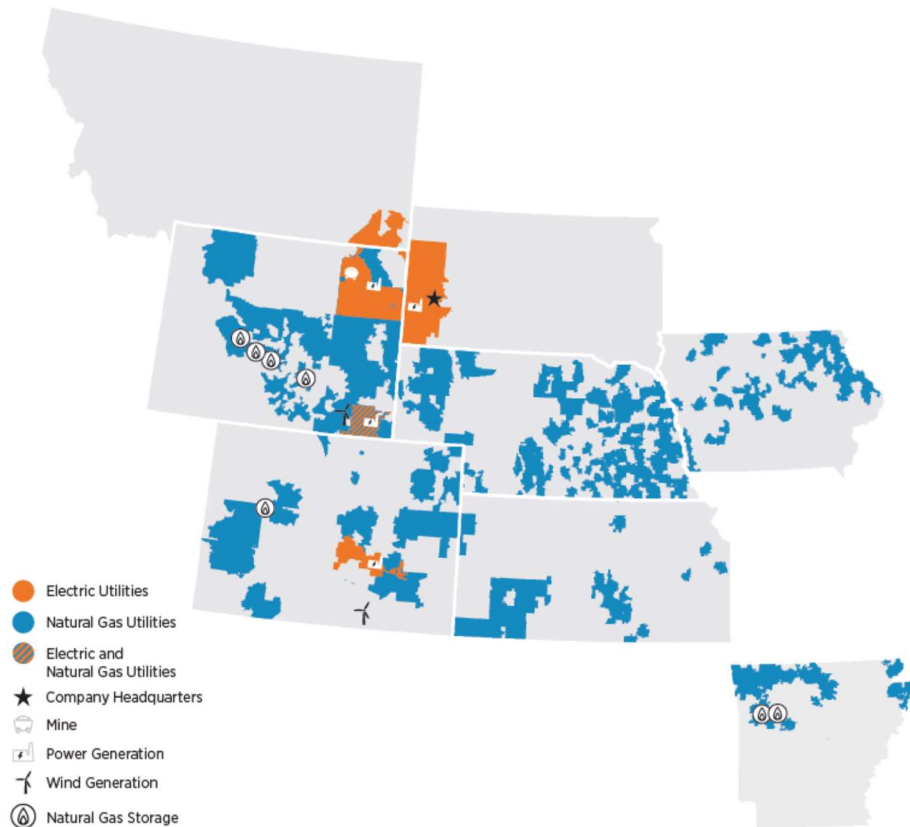 Electric Utilities
Natural Gas Utilities
Electric and
Natural Gas Utilities
Company Headquarters
Mine
Power Generation
Wind Generation
Natural Gas Storage